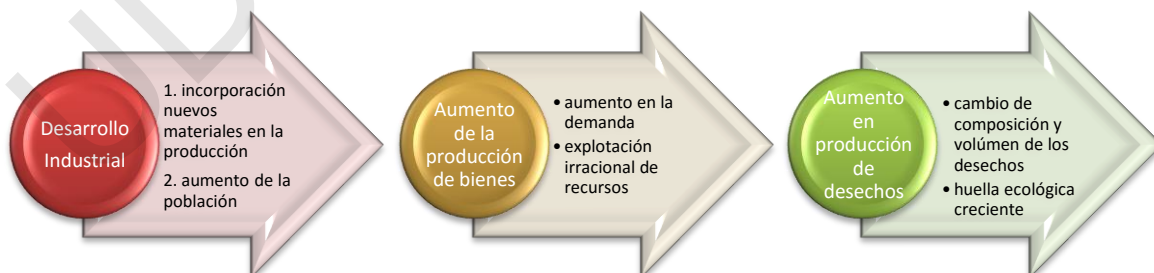 Desarrollo
Industrial
1. incorporación
nuevos
materiales en la
producción
2. aumento de la
población
Aumento
de la
producción
de bienes
• aumento en la
demanda
• explotación
irracional de
recursos
Aumento
en
producción
de
desechos
• cambio de
composición y
volúmen de los
desechos
• huella ecológica
creciente